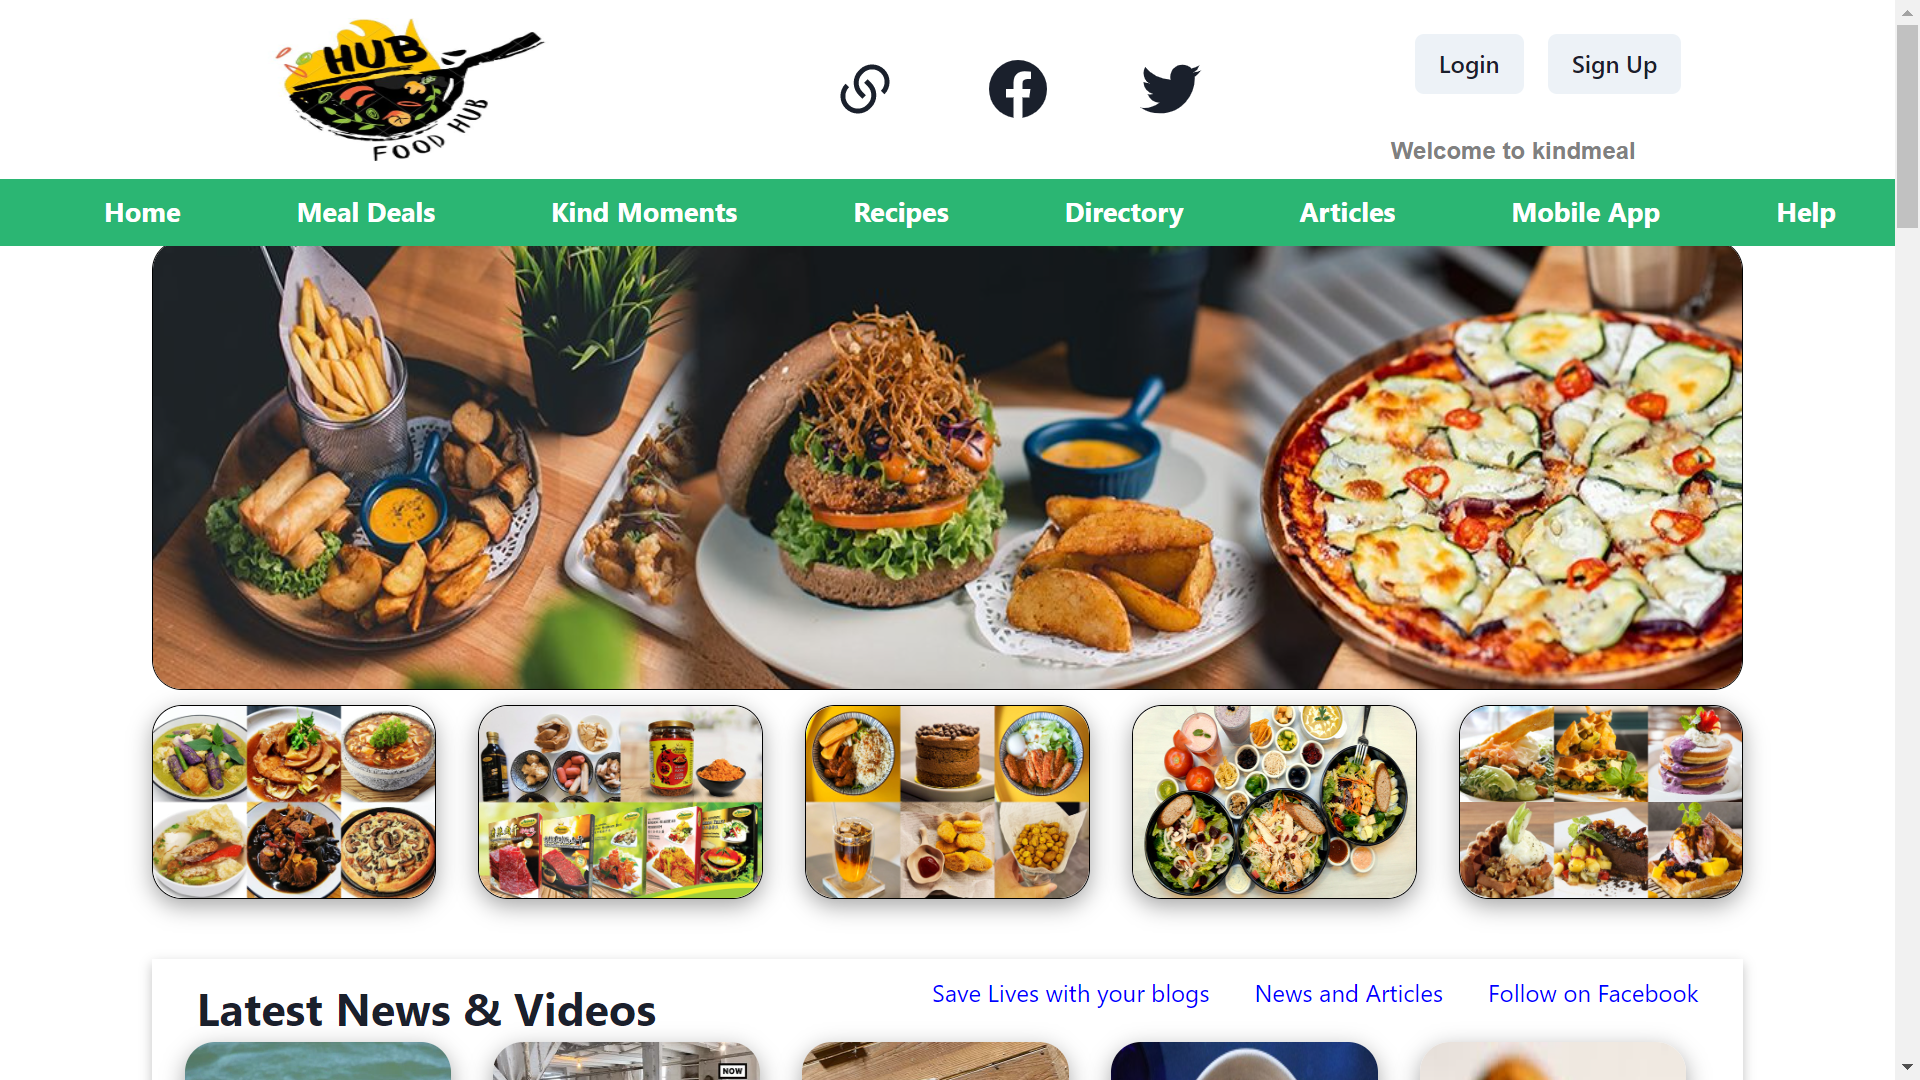 HUB
FOOD HUB
Login
Sign Up
Welcome to kindmeal
Home
Meal Deals
Kind Moments
Recipes
Directory
Articles
Mobile App
Help
Latest News & Videos
Save Lives with your blogs
News and Articles
Follow on Facebook
NOW